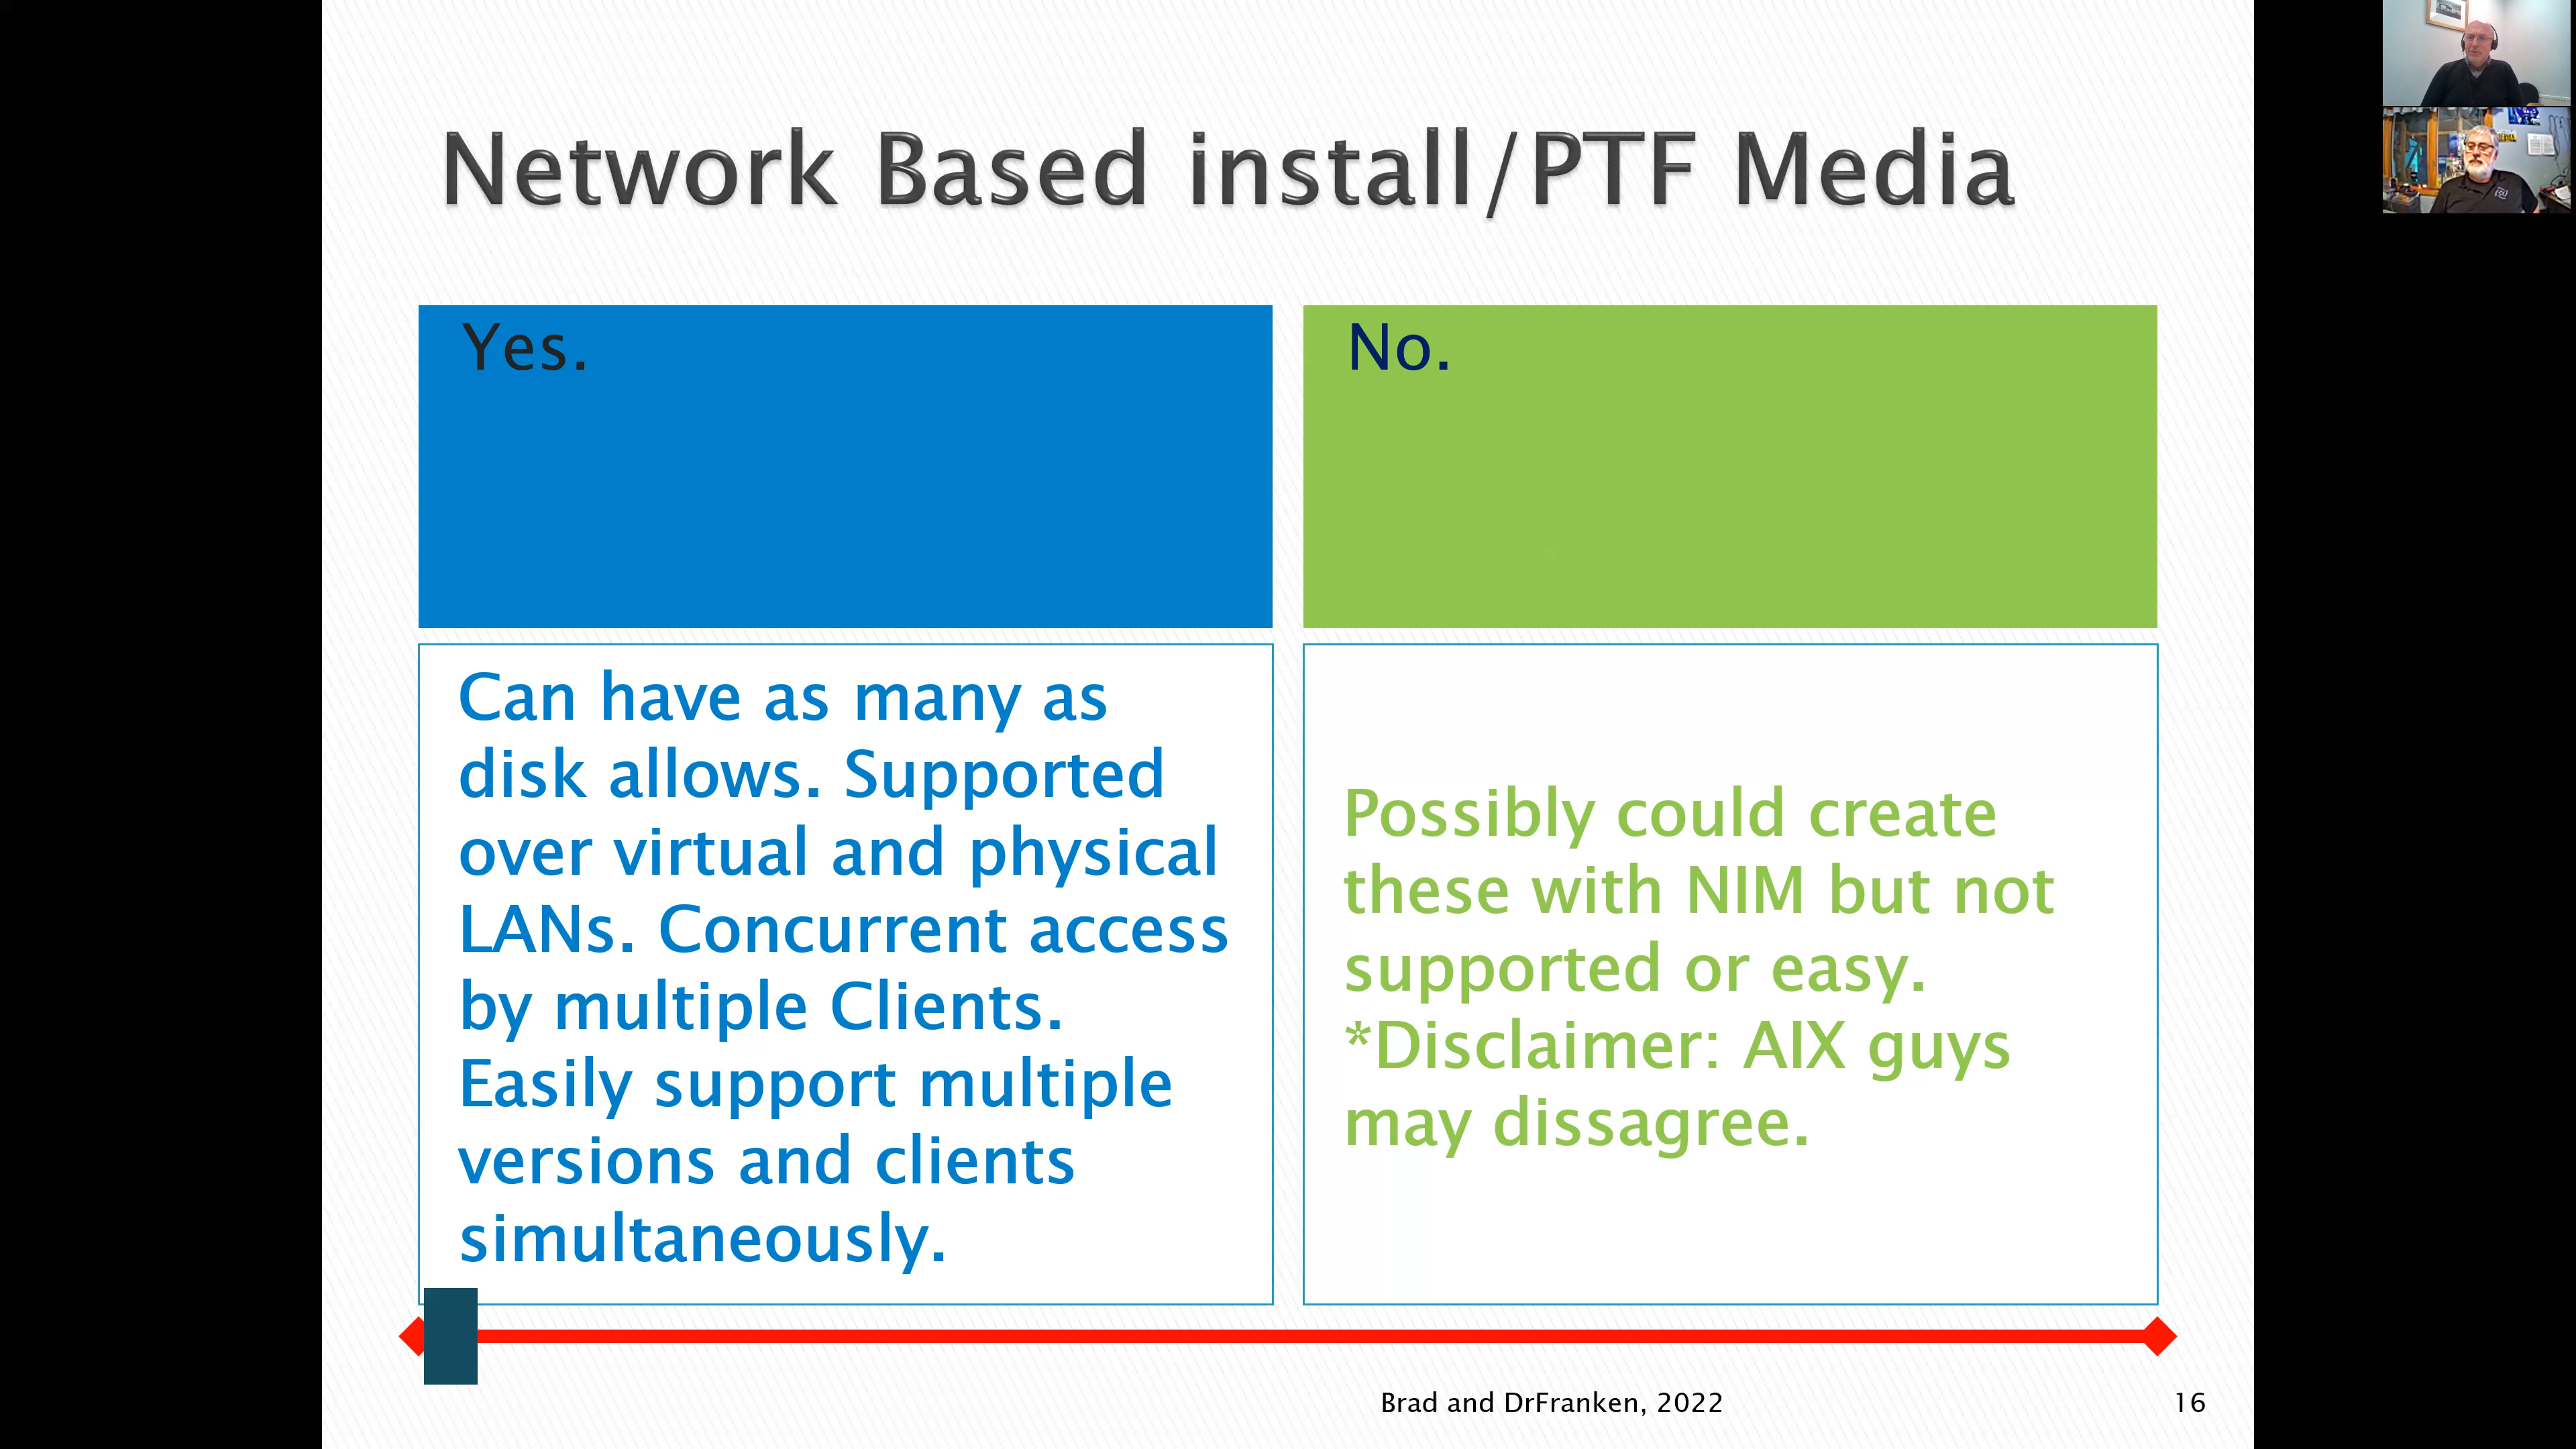 Network Based install/PTF Media
Yes.
Can have as many as
disk allows. Supported
over virtual and physical
LANs. Concurrent access
by multiple Clients.
Easily support multiple
versions and clients
simultaneously.
No.
Possibly could create
these with NIM but not
supported or easy.
*Disclaimer: AIX guys
may dissagree.
Brad and DrFranken, 2022
16